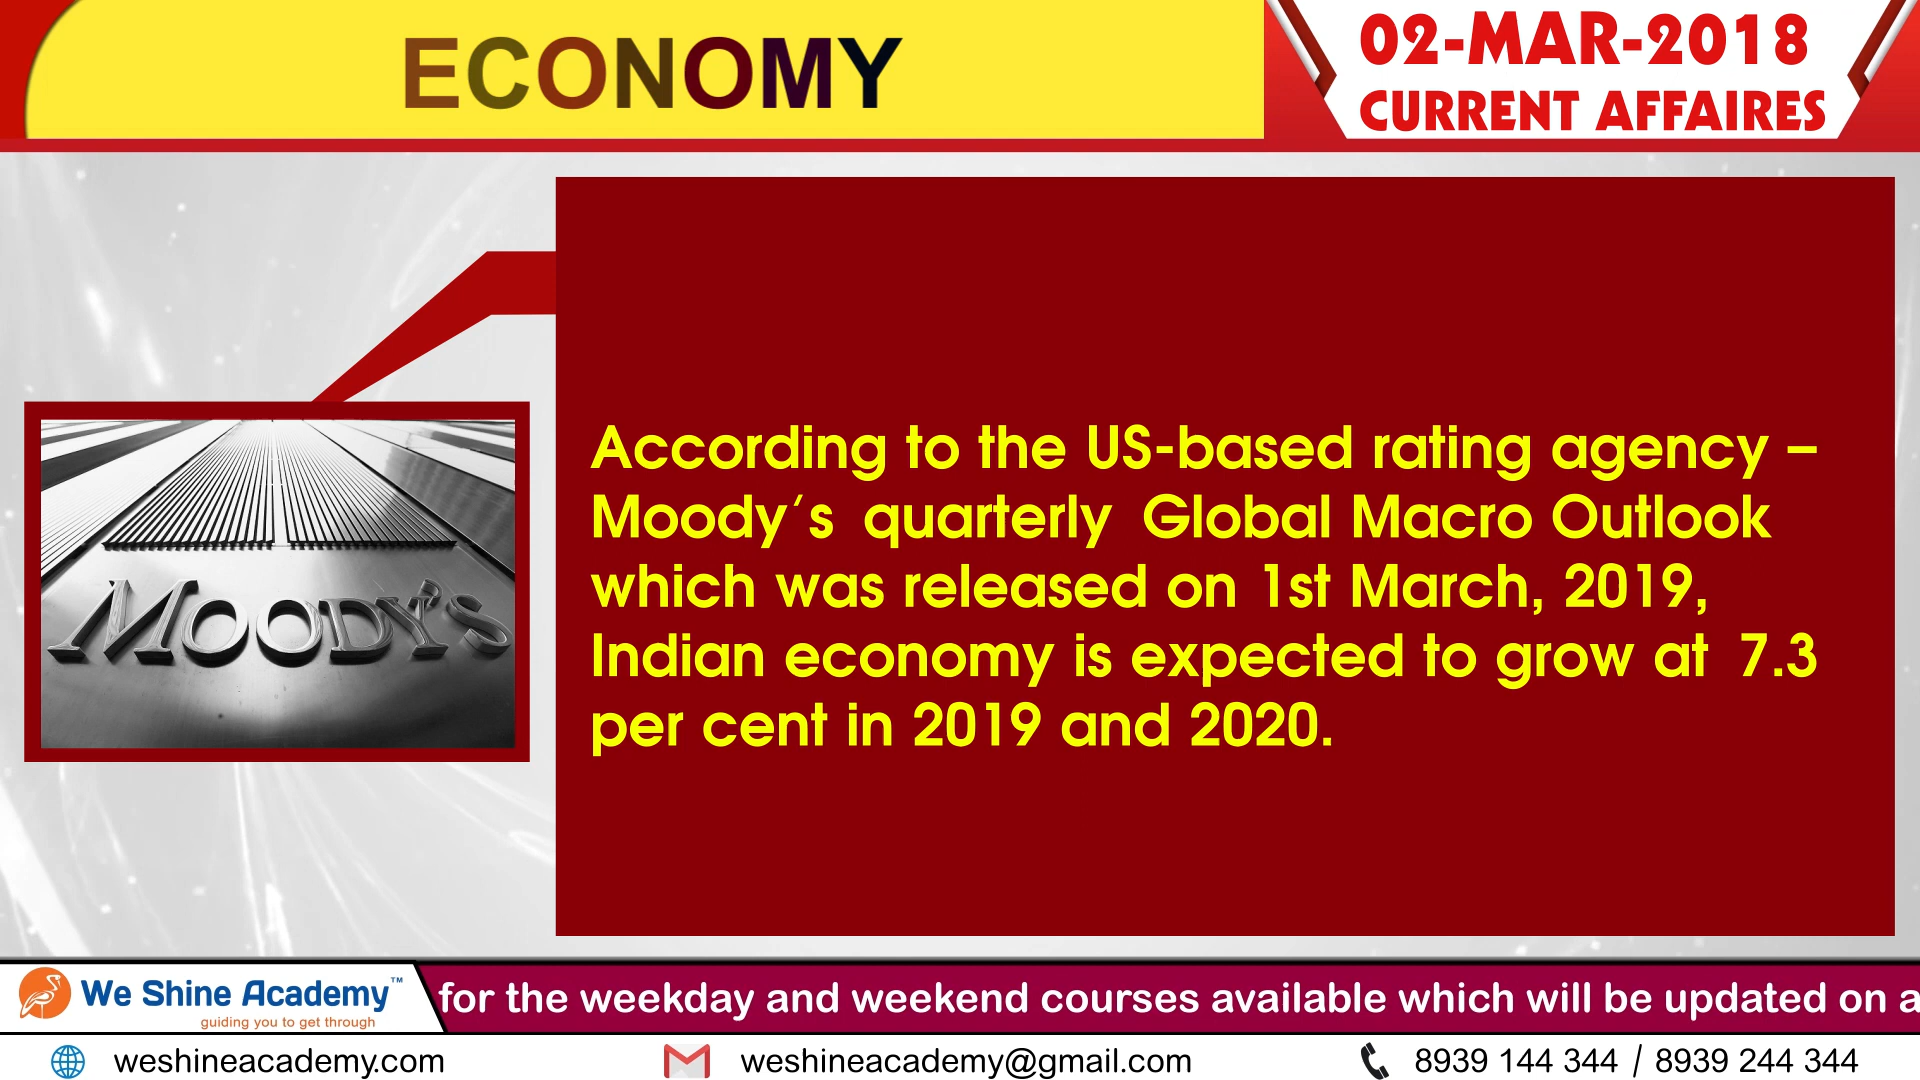 ECONOMY
02-MAR-2018
CURRENT AFFAIRES
According to the US-based rating agency –
Moody's quarterly Global Macro Outlook
which was released on 1st March, 2019,
Indian economy is expected to grow at 7.3
per cent in 2019 and 2020.
MOODY'S
We Shine Academy™
guiding you to get through
for the weekday and weekend courses available which will be updated on a
weshineacademy.com
weshineacademy@gmail.com
8939 144 344 / 8939 244 344